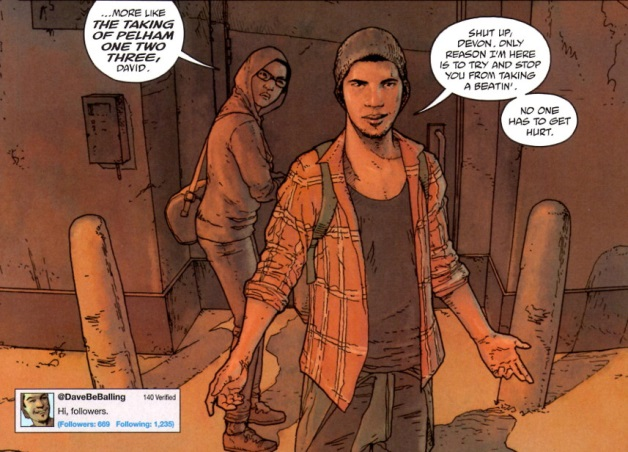 ...MORE LIKE
THE TAKING
OF PELHAM
ONE TWO
THREE,
DAVID.
SHUT UP,
DEVON. ONLY
REASON I'M HERE
IS TO TRY AND STOP
YOU FROM TAKING
A BEATIN'.
NO ONE
HAS TO GET
HURT.
@DaveBeBalling 140 Verified
Hi, followers.
(Followers: 669 Following: 1,235)